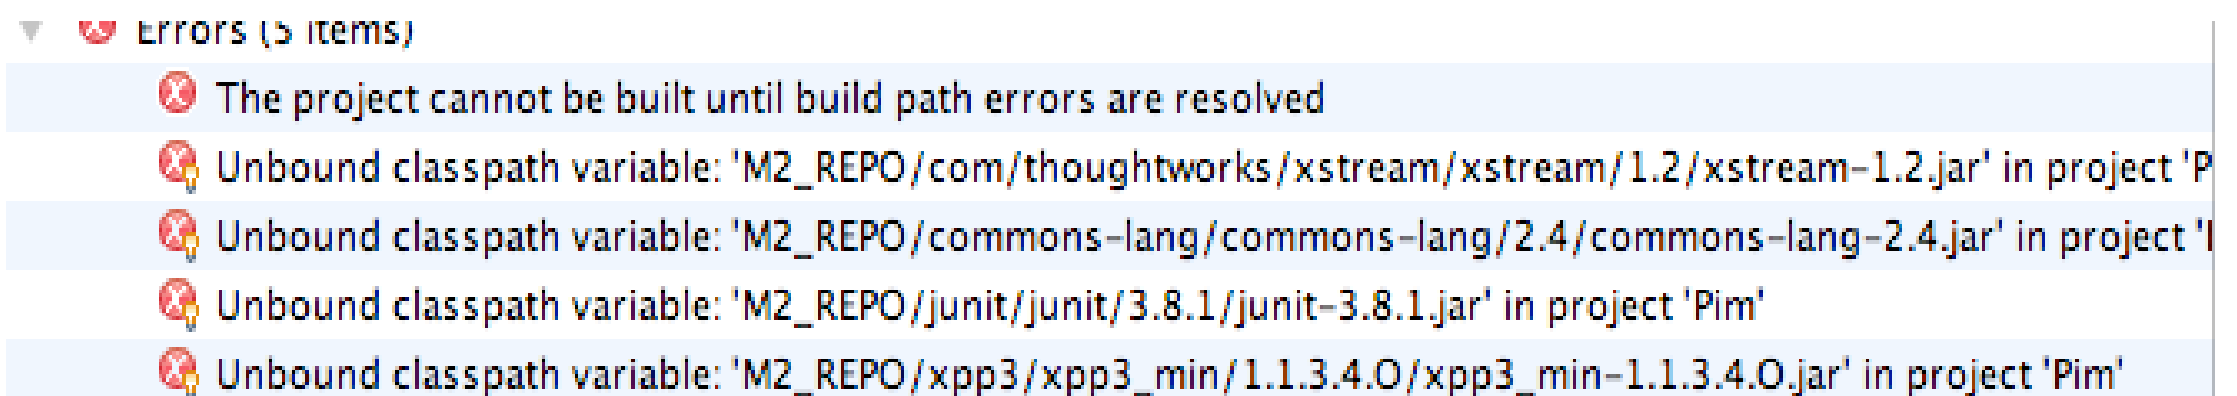 Errors (5 items)
The project cannot be built until build path errors are resolved
Unbound classpath variable: 'M2_REPO/com/thoughtworks/xstream/xstream/1.2/xstream-1.2.jar' in project 'P
Unbound classpath variable: 'M2_REPO/commons-lang/commons-lang/2.4/commons-lang-2.4.jar' in project '
Unbound classpath variable: 'M2_REPO/junit/junit/3.8.1/junit-3.8.1.jar' in project 'Pim'
Unbound classpath variable: 'M2_REPO/xpp3/xpp3_min/1.1.3.4.O/xpp3_min-1.1.3.4.O.jar' in project 'Pim'